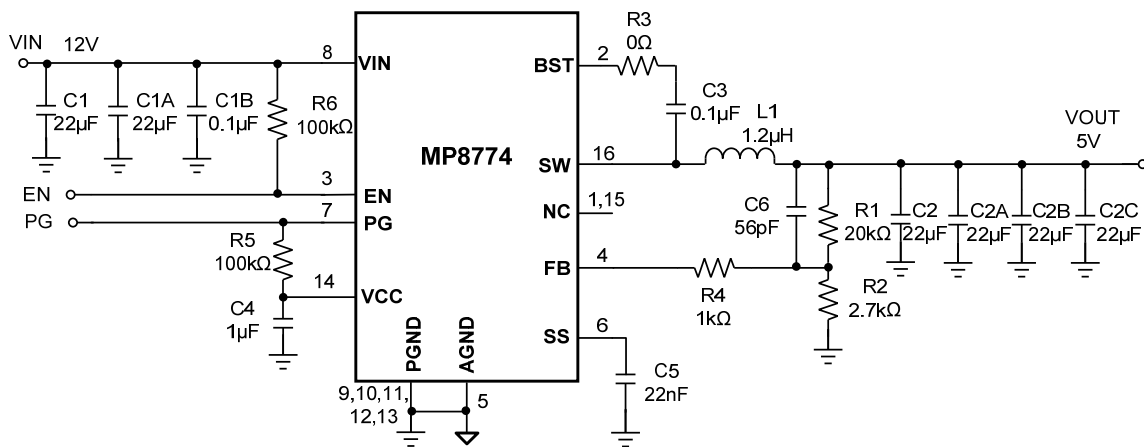 VIN
12V
C1
22µF
C1A
22µF
C1B
0.1µF
R6
100kΩ
EN
PG
R5
100kΩ
C4
1µF
8
3
7
14
VIN
EN
PG
VCC
MP8774
BST
SW
NC
FB
SS
PGND
AGND
9,10,11,
12,13
5
2
16
1,15
4
6
R3
0Ω
C3
0.1µF
L1
1.2µH
C6
56pF
R1
20kΩ
R4
1kΩ
R2
2.7kΩ
C5
22nF
C2
22µF
C2A
22µF
C2B
22µF
C2C
22µF
VOUT
5V